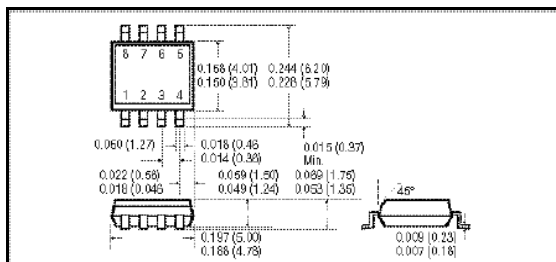 8 7 6 5
0.158 (4.01) 0.244 (6.20)
0.150 (3.81) 0.228 (5.79)
1 2 3 4
0.050 (1.27) 0.018 (0.46 0.015 (0.37)
0.014 (0.36) Min.
0.022 (0.56) 0.059 (1.50) 0.069 (1.75)
0.018 (0.046 0.049 (1.24) 0.053 (1.35)
45°
0.197 (5.00) 0.009 (0.23)
0.188 (4.78) 0.007 (0.18)